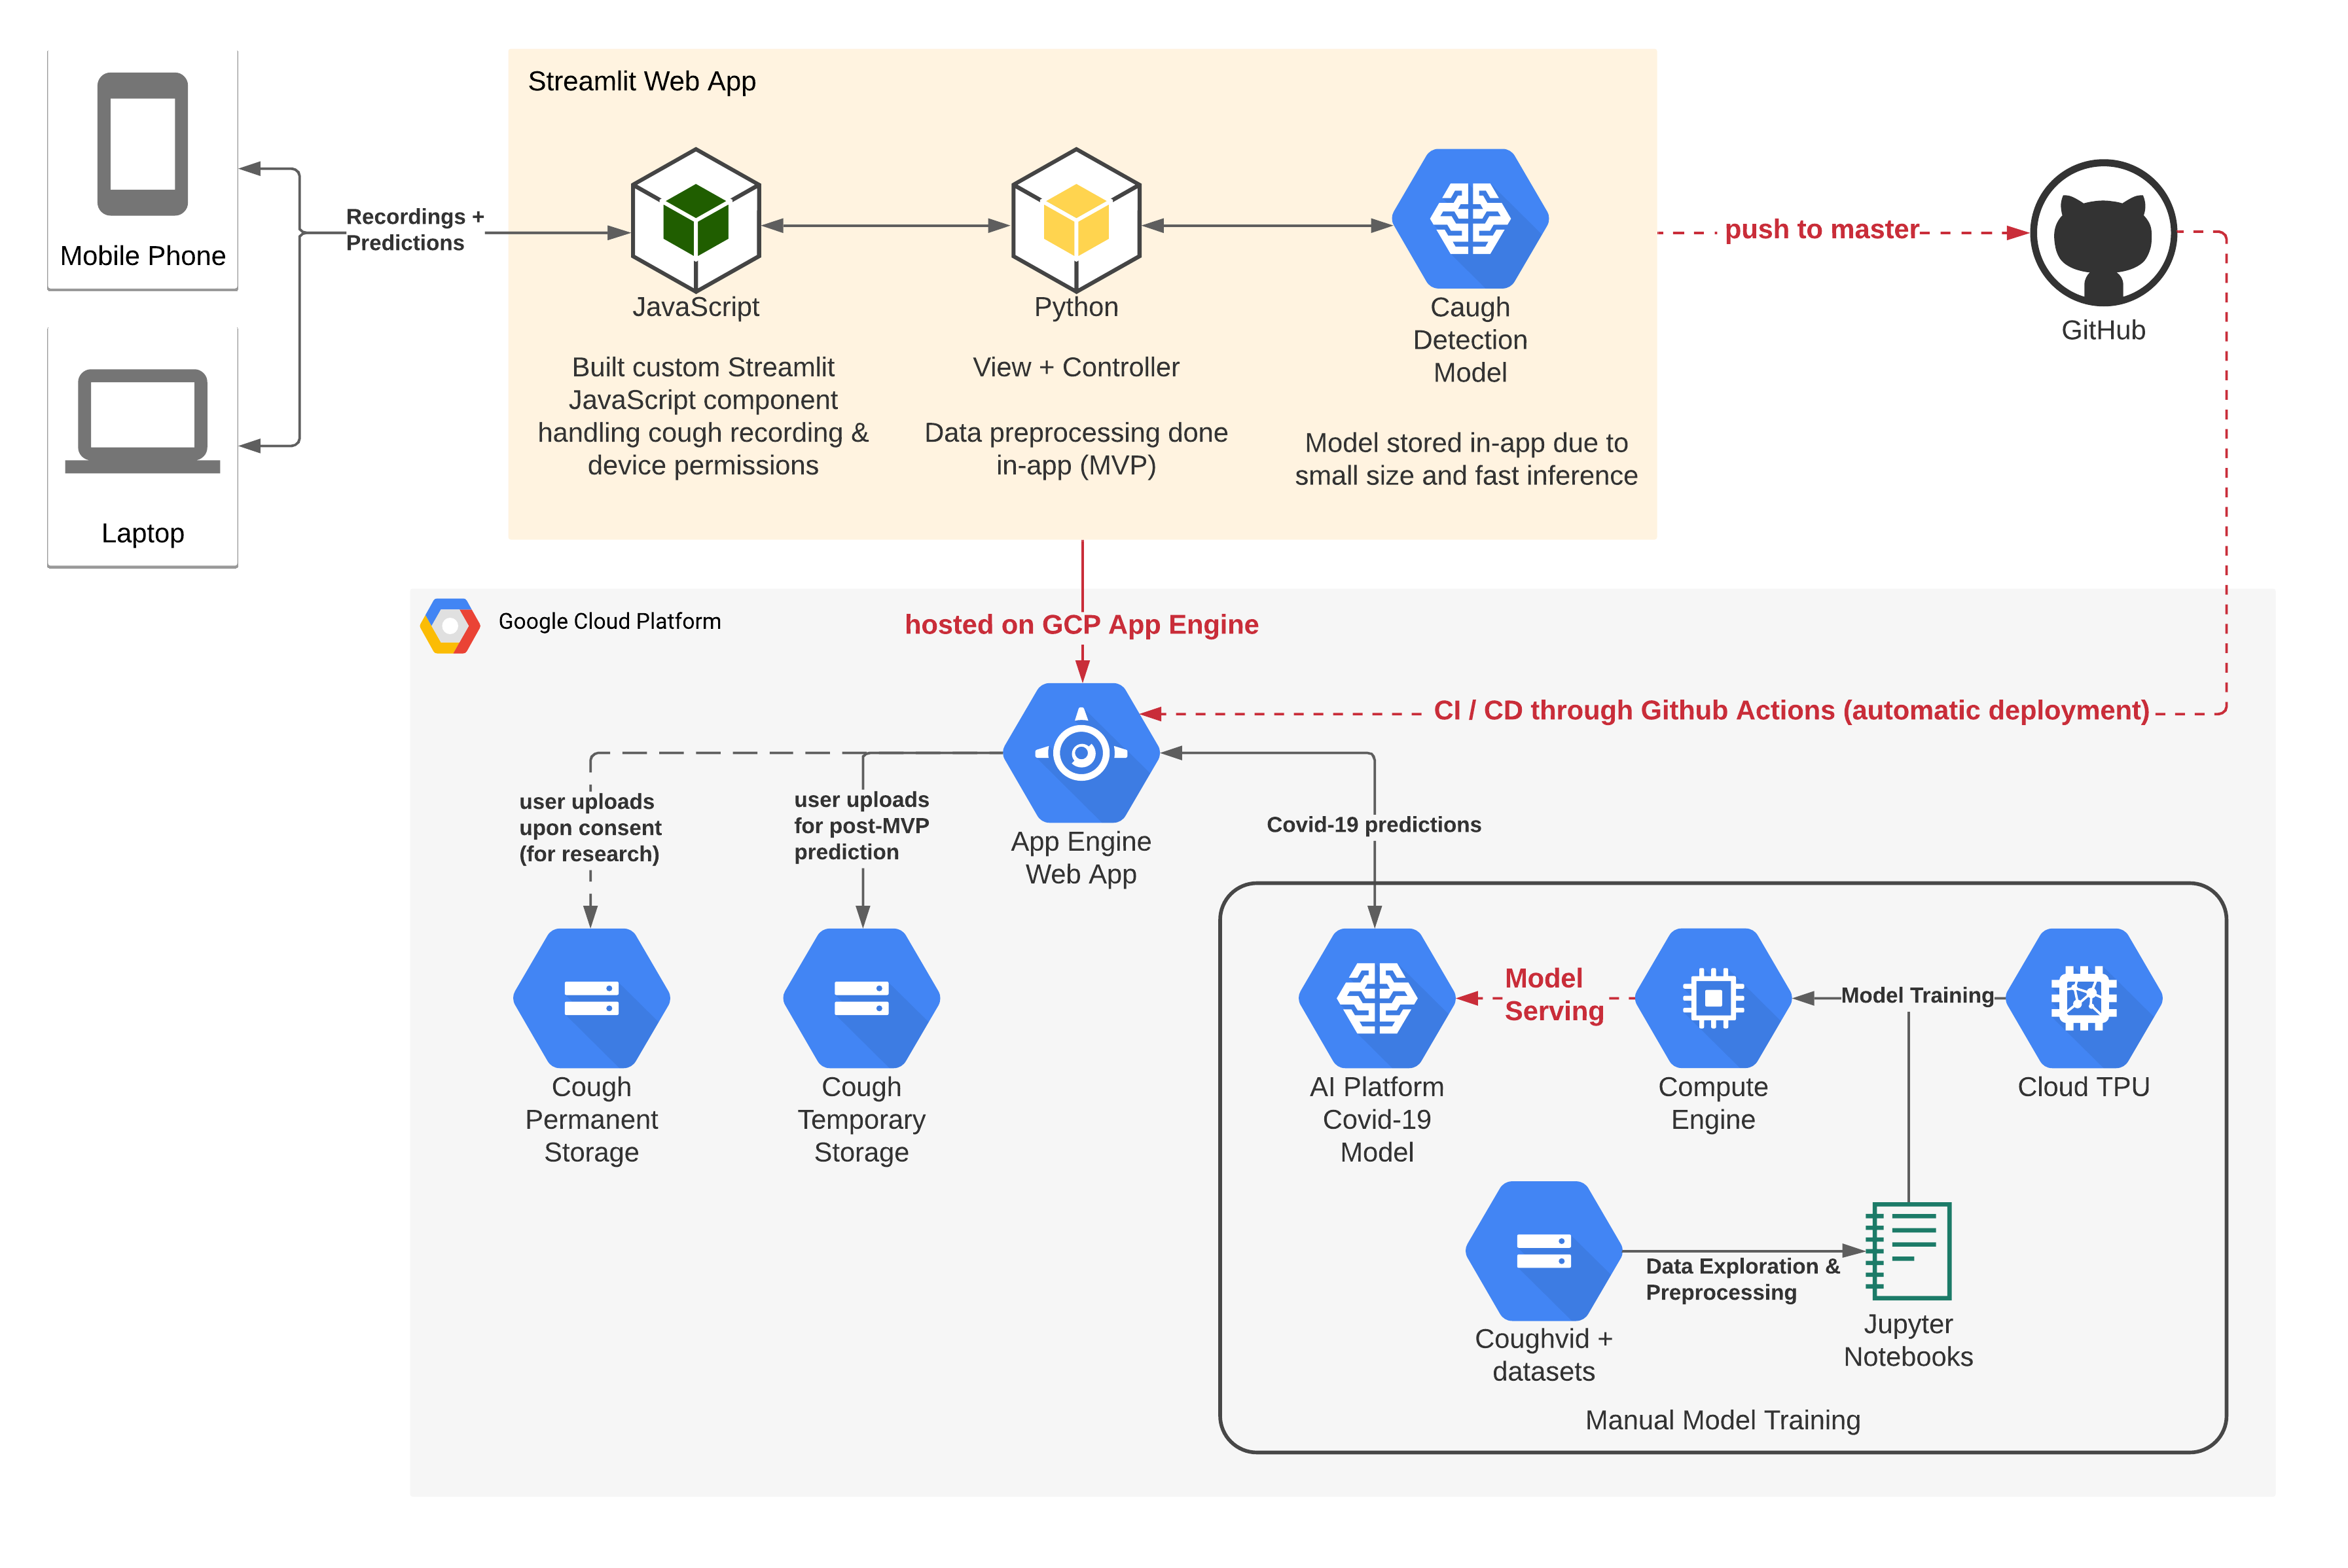 Streamlit Web App
Mobile Phone
Laptop
Recordings +
Predictions
JavaScript
Built custom Streamlit
JavaScript component
handling cough recording &
device permissions
Python
View + Controller
Data preprocessing done
in-app (MVP)
Caugh
Detection
Model
Model stored in-app due to
small size and fast inference
push to master
GitHub
Google Cloud Platform
hosted on GCP App Engine
CI / CD through Github Actions (automatic deployment)
App Engine
Web App
user uploads
upon consent
(for research)
user uploads
for post-MVP
prediction
Covid-19 predictions
Cough
Permanent
Storage
Cough
Temporary
Storage
AI Platform
Covid-19
Model
Model
Serving
Compute
Engine
Model Training
Cloud TPU
Coughvid +
datasets
Data Exploration &
Preprocessing
Jupyter
Notebooks
Manual Model Training